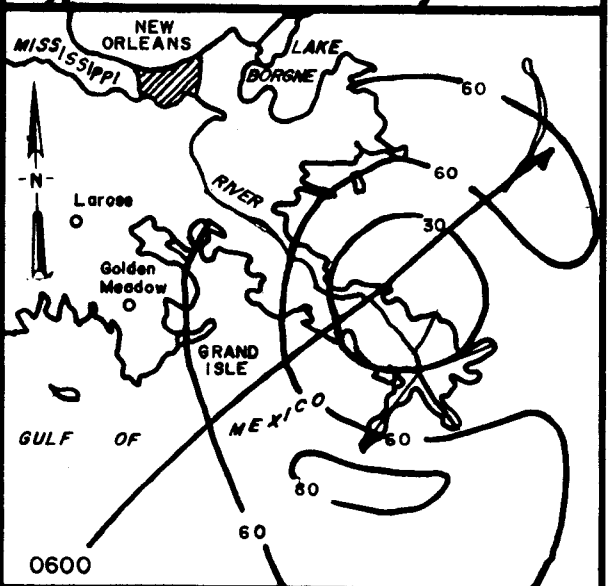 NEW
ORLEANS
MISSISSIPPI
LAKE
BORGNE
60
-N-
60
RIVER
Larose
30
Golden
Meadow
GRAND
ISLE
MEXICO
GULF OF
60
80
60
0600